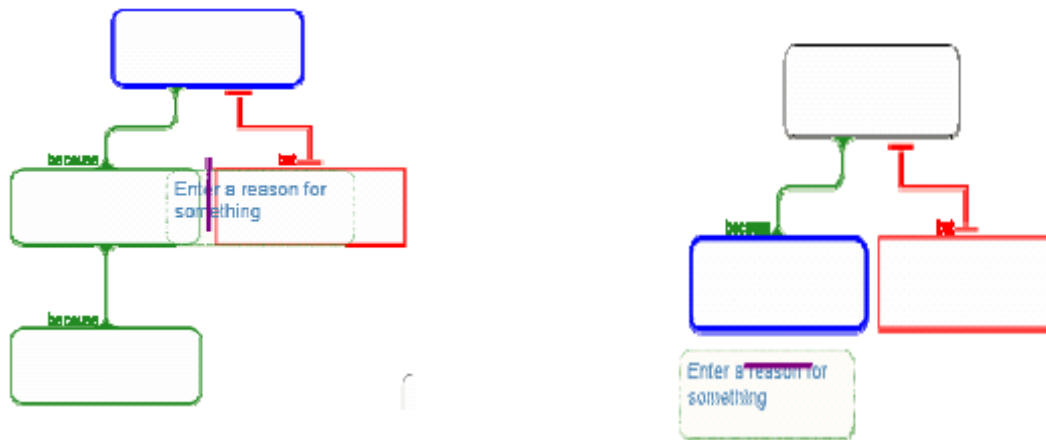 because
but
Enter a reason for
something
because
because
but
Enter a reason for
something